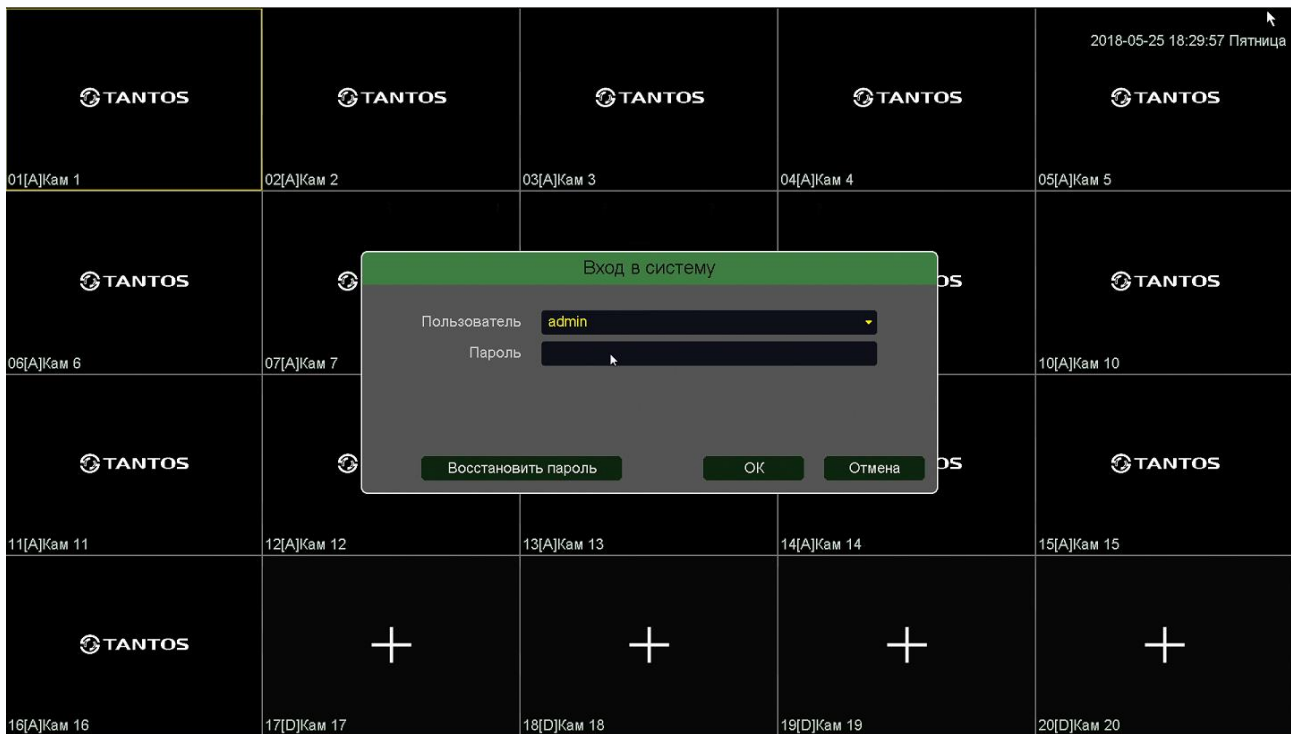 2018-05-25 18:29:57 Пятница
TANTOS TANTOS TANTOS TANTOS TANTOS
01[A]Кам 1 02[A]Кам 2 03[A]Кам 3 04[A]Кам 4 05[A]Кам 5
Вход в систему
TANTOS OS TANTOS
Пользователь admin
Пароль
06[A]Кам 6 07[A]Кам 7 10[A]Кам 10
TANTOS OS TANTOS
Восстановить пароль OK Отмена
11[A]Кам 11 12[A]Кам 12 13[A]Кам 13 14[A]Кам 14 15[A]Кам 15
TANTOS
16[A]Кам 16 17[D]Кам 17 18[D]Кам 18 19[D]Кам 19 20[D]Кам 20